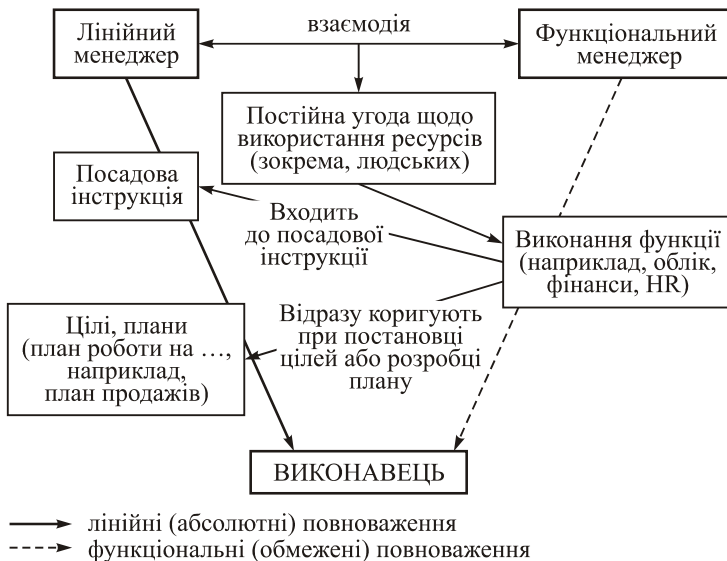 Лінійний
менеджер
взаємодія
Функціональний
менеджер
Постійна угода щодо
використання ресурсів
(зокрема, людських)
Посадова
інструкція
Входить
до посадової
інструкції
Виконання функції
(наприклад, облік,
фінанси, HR)
Цілі, плани
(план роботи на ...,
наприклад,
план продажів)
Відразу коригують
при постановці
цілей або розробці
плану
ВИКОНАВЕЦЬ
лінійні (абсолютні) повноваження
функціональні (обмежені) повноваження